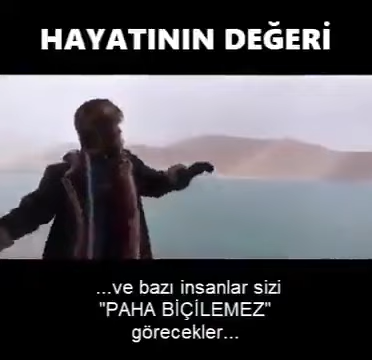 HAYATININ DEĞERİ
...ve bazı insanlar sizi
"PAHA BİÇİLEMEZ"
görecekler...